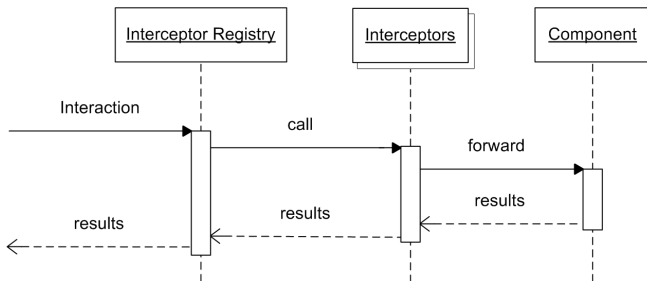 Interceptor Registry
Interceptors
Component
Interaction
call
forward
results
results
results